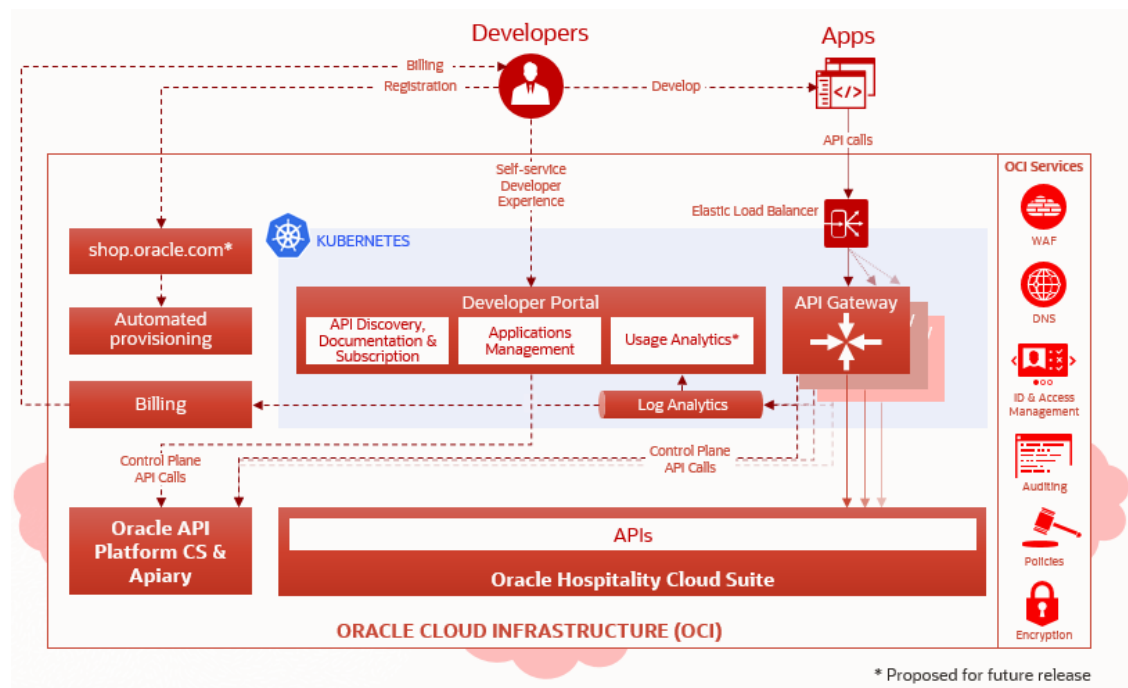 Developers
Apps
Billing
Registration
Develop
API calls
Self-service
Developer
Experience
Elastic Load Balancer
OCI Services
WAF
DNS
ID & Access
Management
Auditing
Policies
Encryption
shop.oracle.com*
Automated
provisioning
Billing
KUBERNETES
Developer Portal
API Discovery,
Documentation &
Subscription
Applications
Management
Usage Analytics*
API Gateway
Log Analytics
Control Plane
API Calls
Control Plane
API Calls
Oracle API
Platform CS &
Apiary
APIs
Oracle Hospitality Cloud Suite
ORACLE CLOUD INFRASTRUCTURE (OCI)
* Proposed for future release